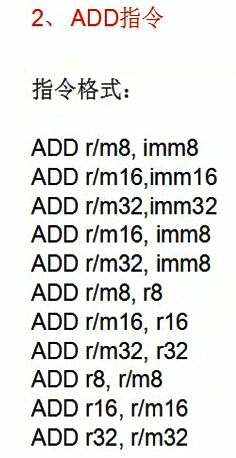 2、ADD指令
指令格式：
ADD r/m8, imm8
ADD r/m16,imm16
ADD r/m32,imm32
ADD r/m16, imm8
ADD r/m32, imm8
ADD r/m8, r8
ADD r/m16, r16
ADD r/m32, r32
ADD r8, r/m8
ADD r16, r/m16
ADD r32, r/m32